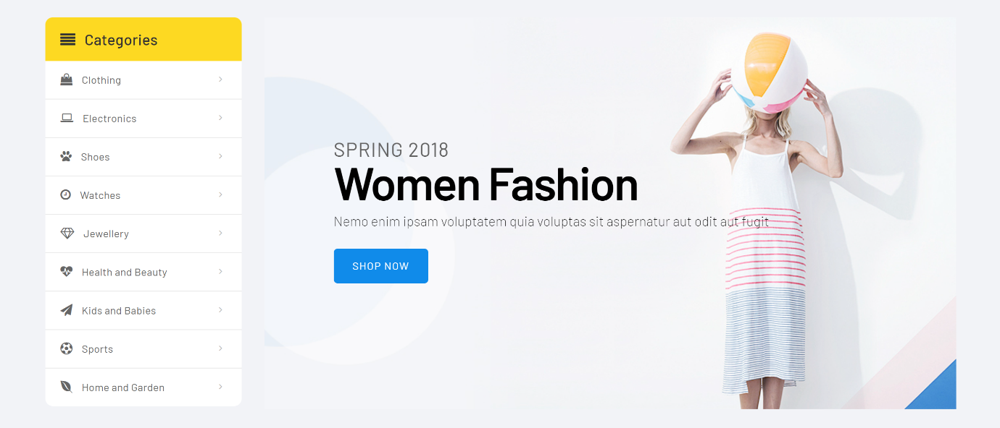 Categories
Clothing
Electronics
Shoes
Watches
Jewellery
Health and Beauty
Kids and Babies
Sports
Home and Garden
SPRING 2018
Women Fashion
Nemo enim ipsam voluptatem quia voluptas sit aspernatur aut odit aut fugit
SHOP NOW